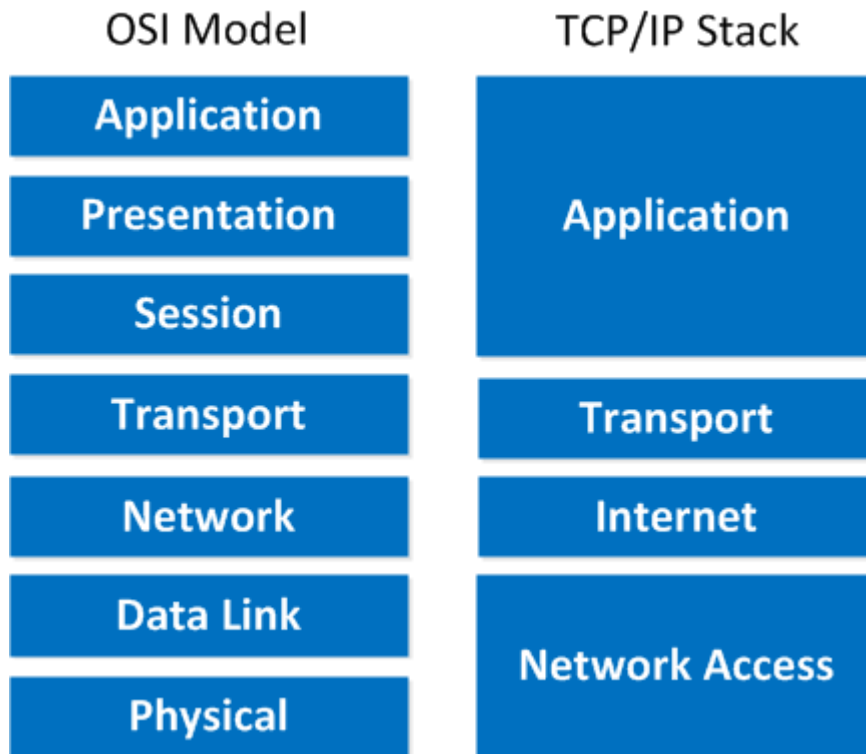 OSI Model
TCP/IP Stack
Application
Presentation
Session
Transport
Network
Data Link
Physical
Application
Transport
Internet
Network Access